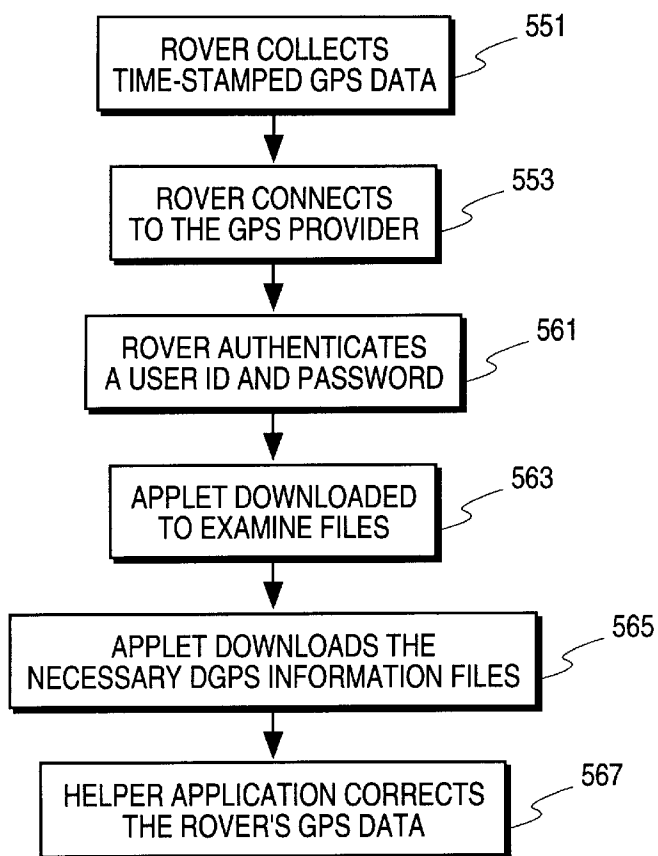 ROVER COLLECTS
TIME-STAMPED GPS DATA
551
ROVER CONNECTS
TO THE GPS PROVIDER
553
ROVER AUTHENTICATES
A USER ID AND PASSWORD
561
APPLET DOWNLOADED
TO EXAMINE FILES
563
APPLET DOWNLOADS THE
NECESSARY DGPS INFORMATION FILES
565
HELPER APPLICATION CORRECTS
THE ROVER'S GPS DATA
567